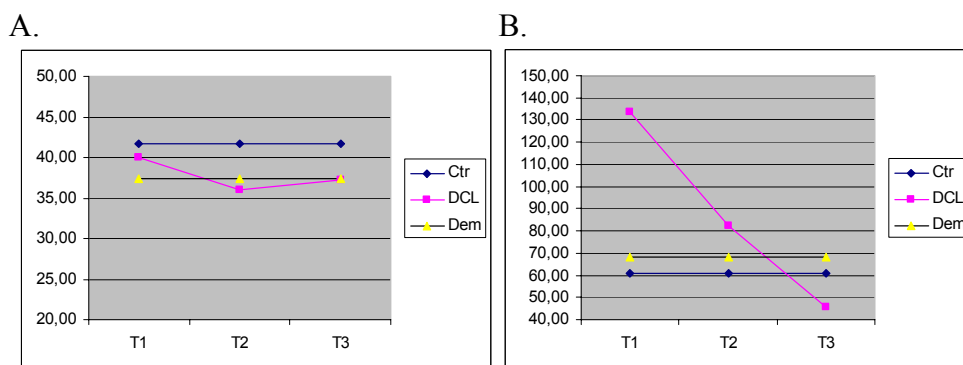 A.
50,00
45,00
40,00
35,00
30,00
25,00
20,00
T1 T2 T3
Ctr
DCL
Dem
B.
150,00
140,00
130,00
120,00
110,00
100,00
90,00
80,00
70,00
60,00
50,00
40,00
T1 T2 T3
Ctr
DCL
Dem